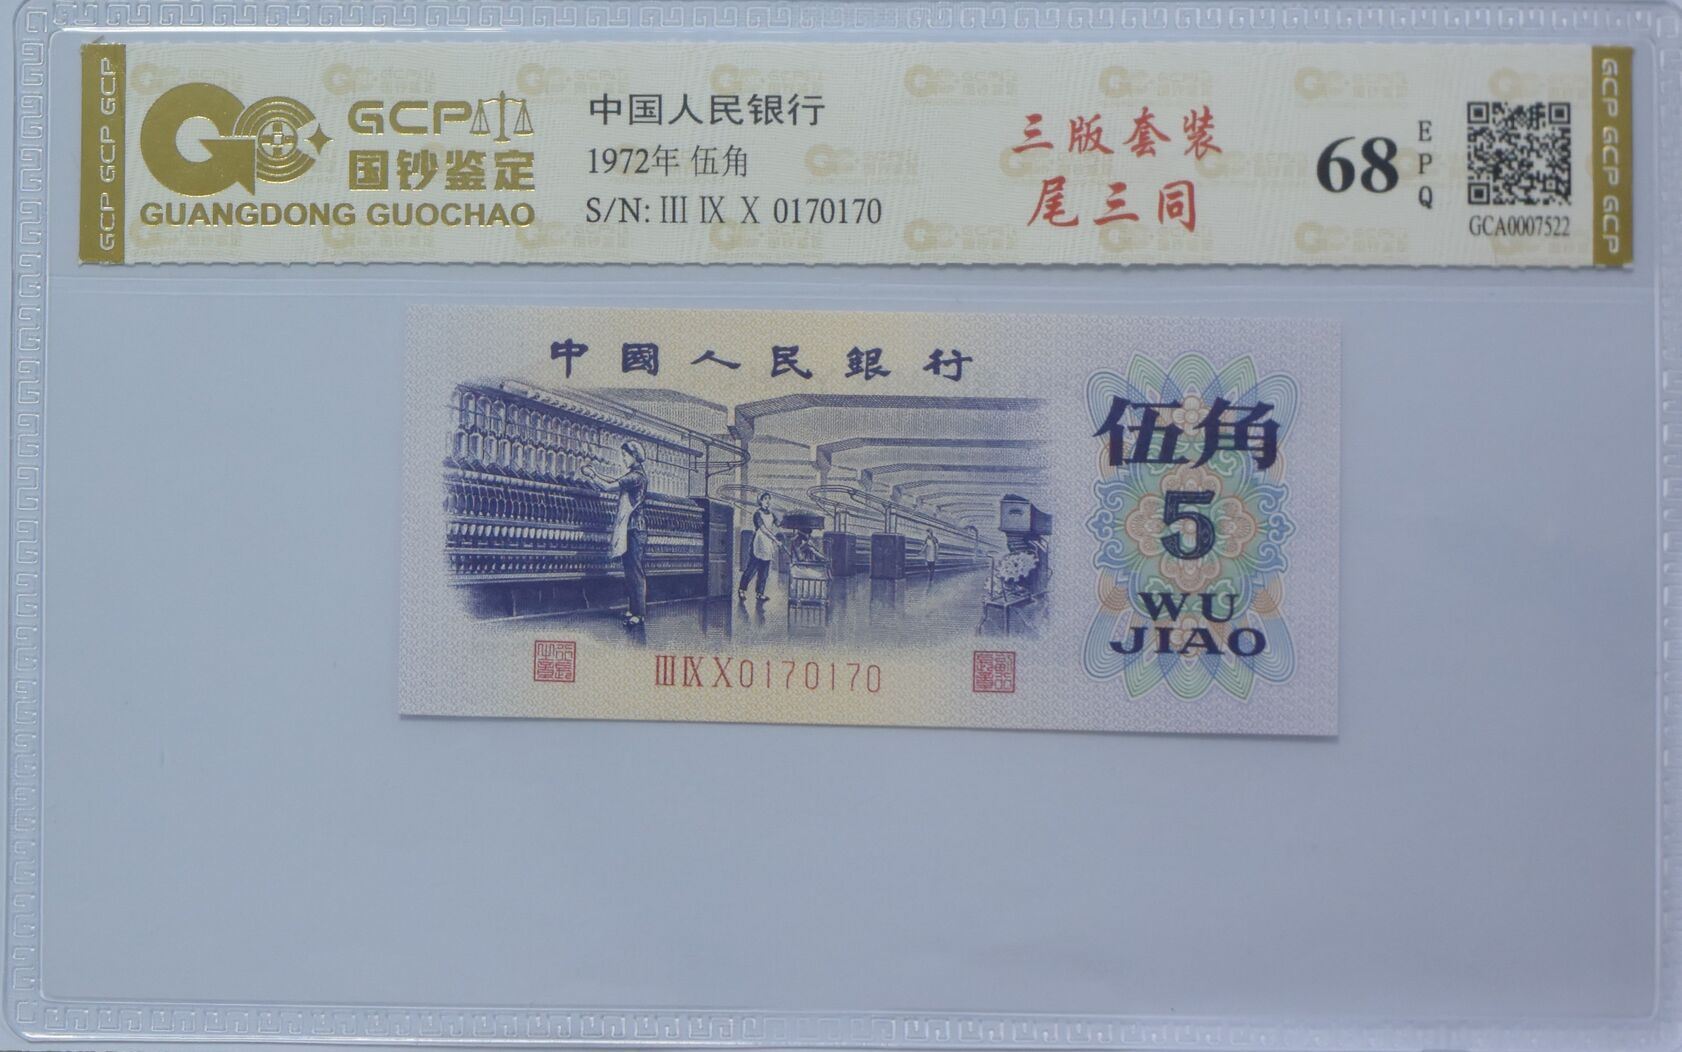 GCP GCP GCP
GCP
国钞鉴定
GUANGDONG GUOCHAO
中国人民银行
1972年 伍角
S/N: III IX X 0170170
三版套装
尾三同
68
EPQ
GCA0007522
GCP GCP GCP
中國人民銀行
伍角
5
WU
JIAO
III IX X 0170170